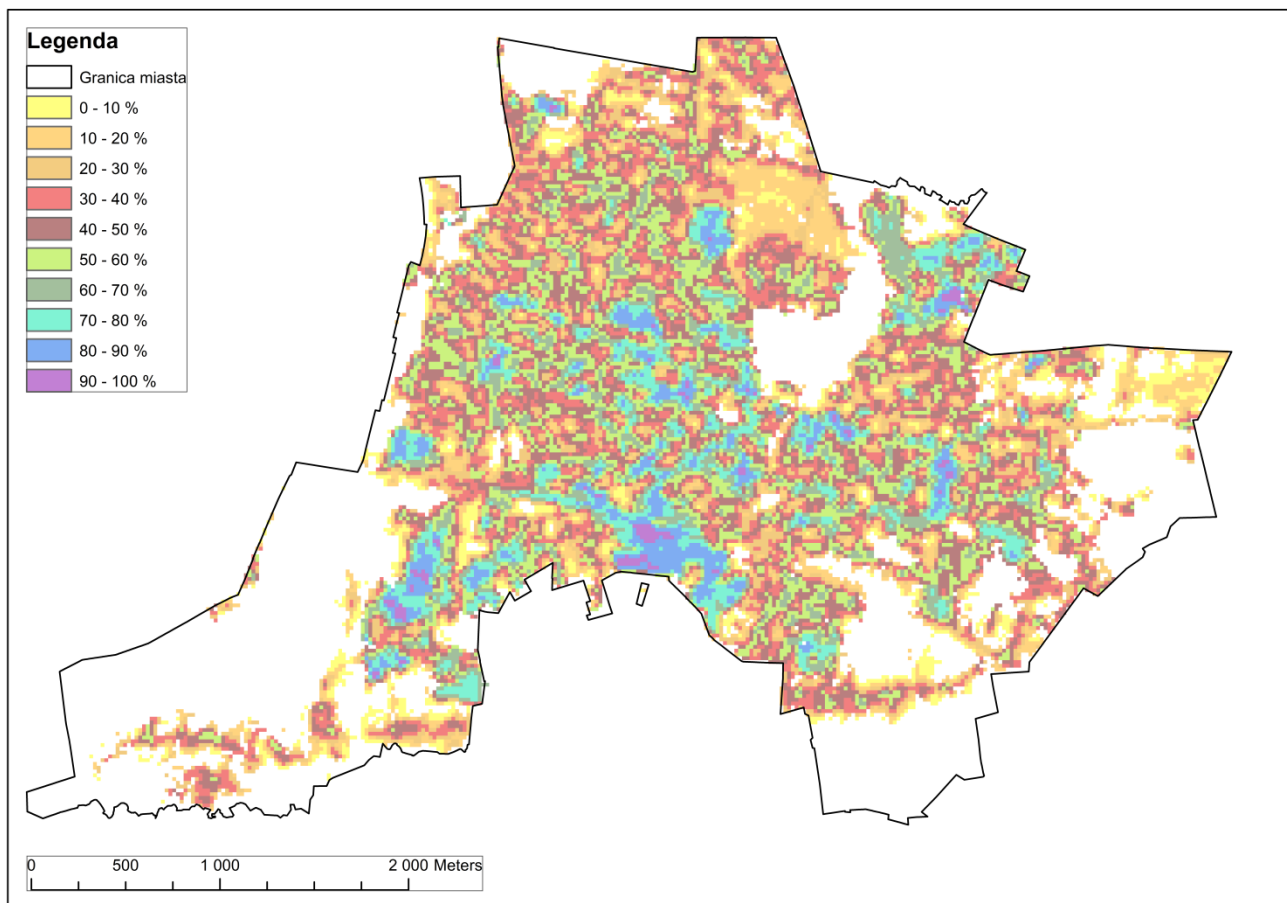 Legenda
Granica miasta
0 - 10 %
10 - 20 %
20 - 30 %
30 - 40 %
40 - 50 %
50 - 60 %
60 - 70 %
70 - 80 %
80 - 90 %
90 - 100 %
0 500 1 000 2 000 Meters